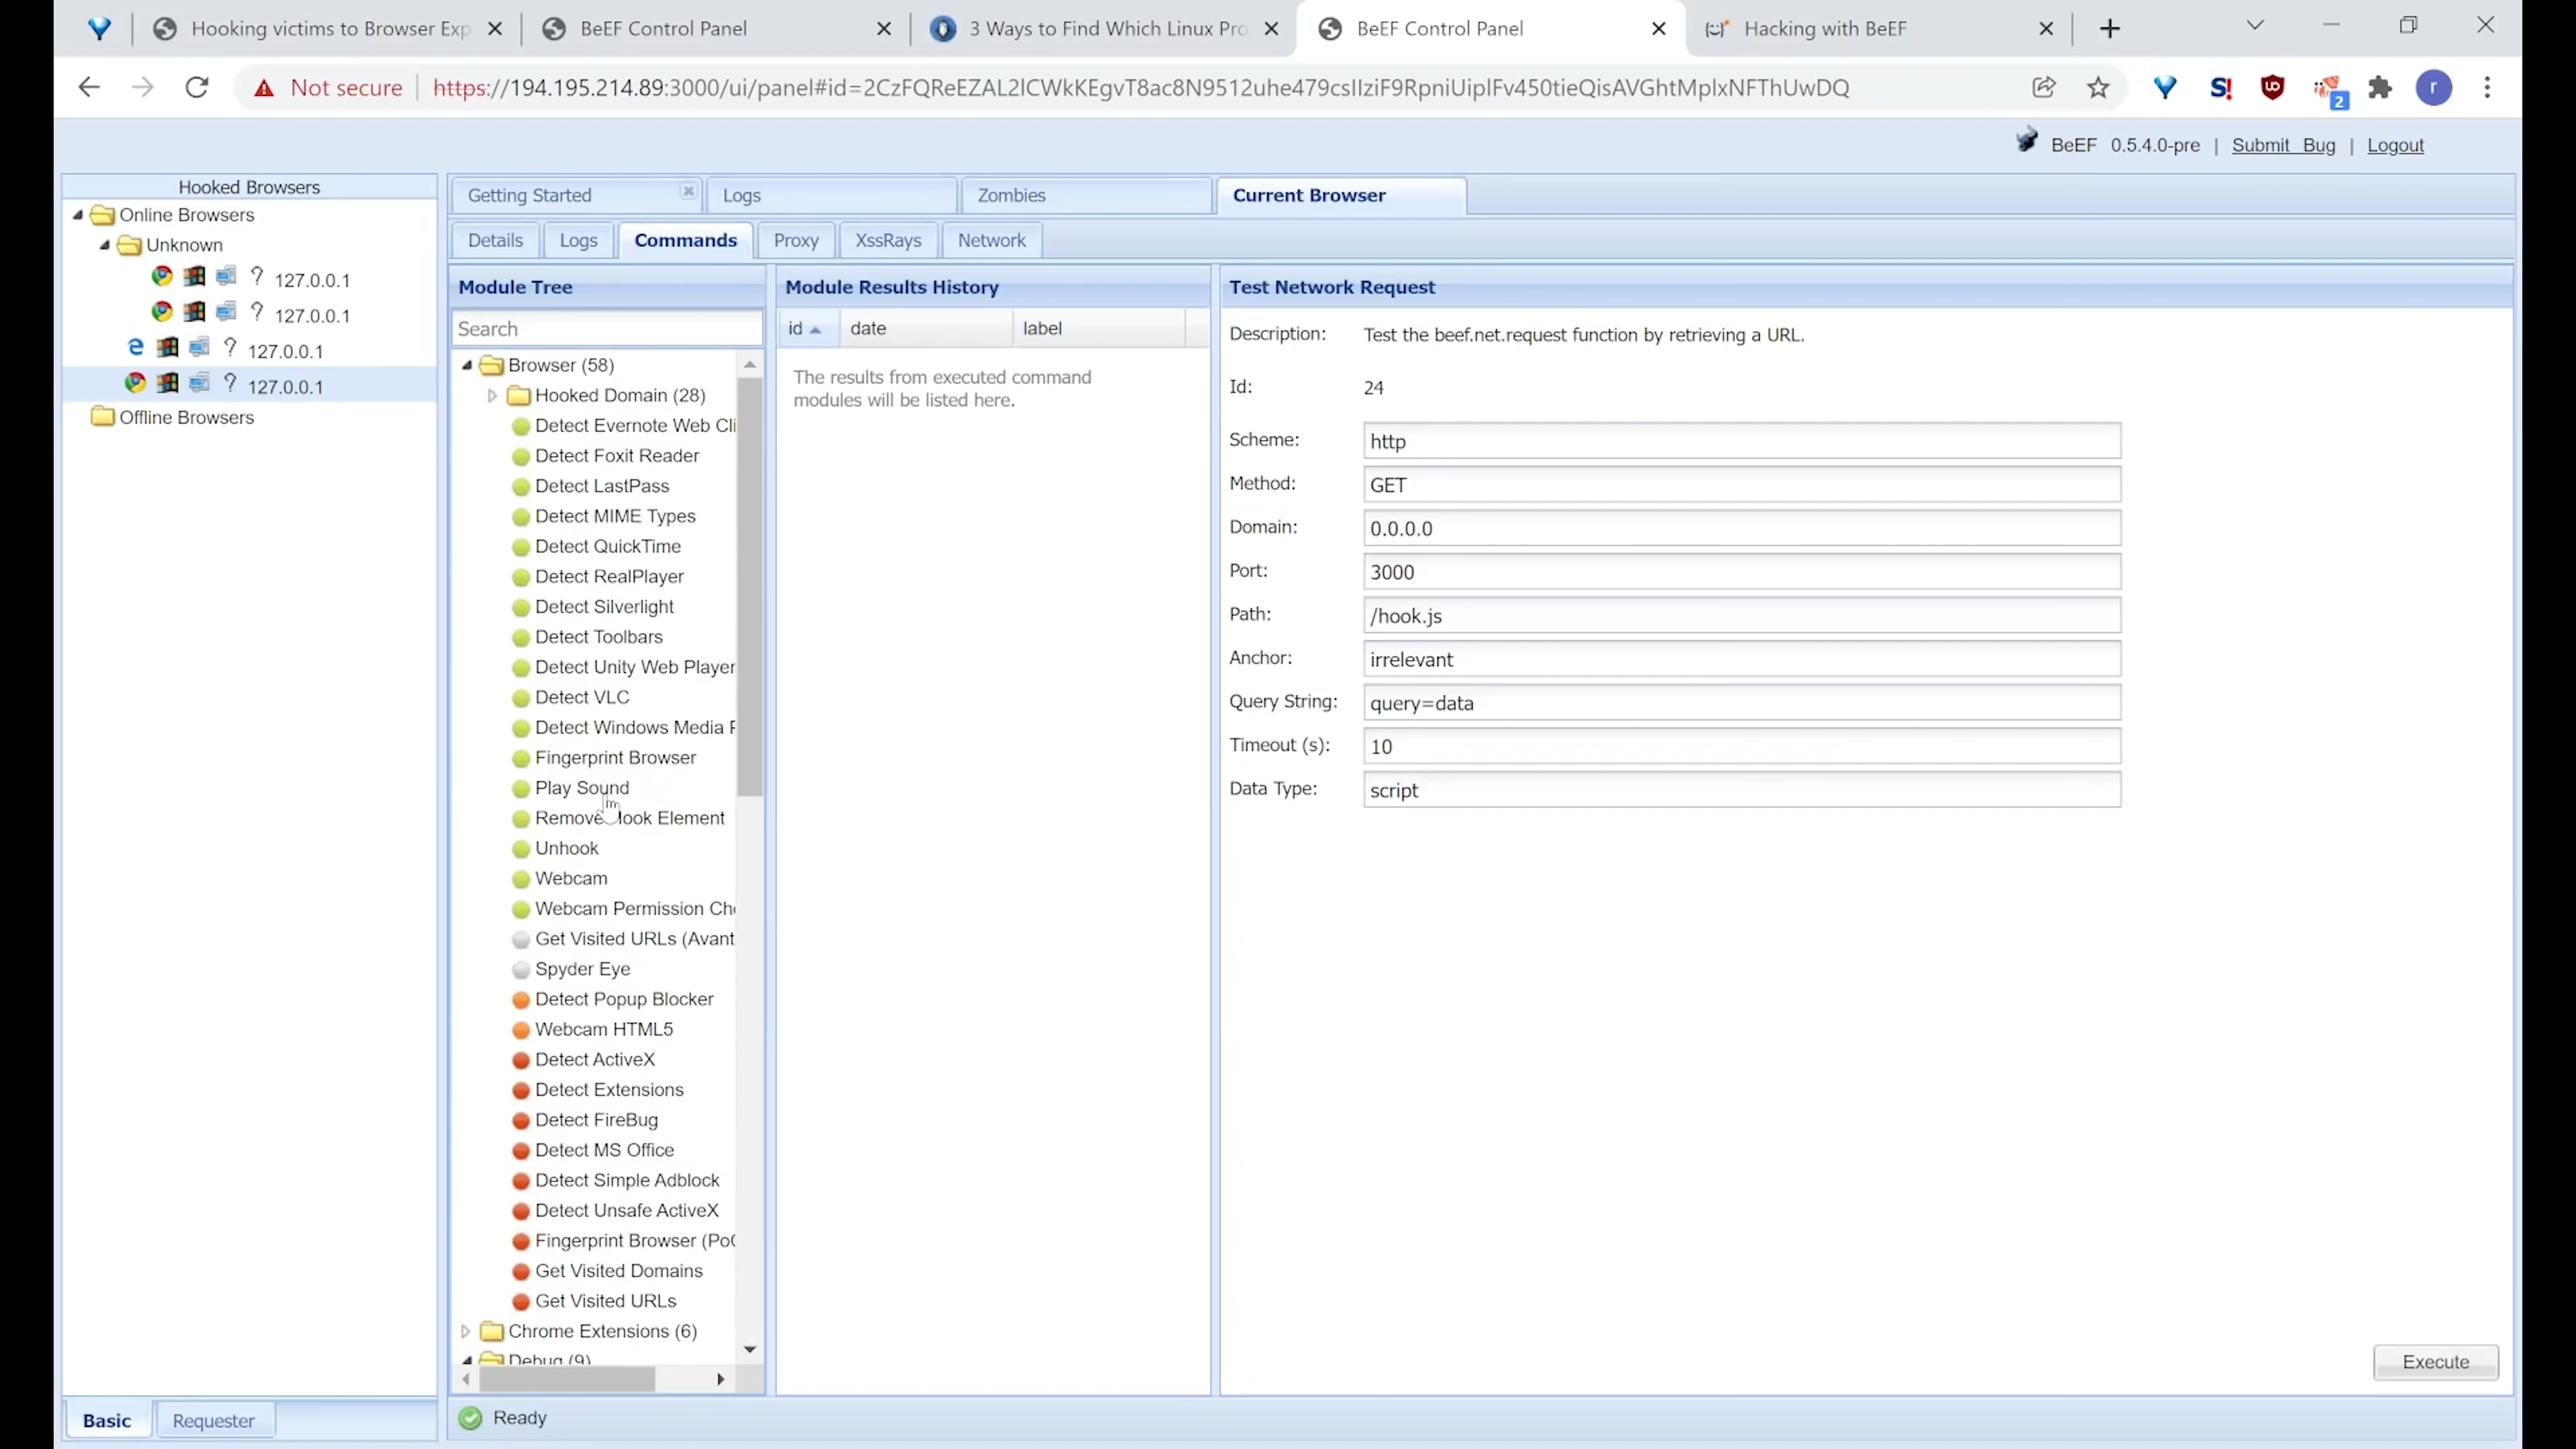 Hooking victims to Browser Exp
BeEF Control Panel
3 Ways to Find Which Linux Pro
BeEF Control Panel
Hacking with BeEF
Not secure
https://194.195.214.89:3000/ui/panel#id=2CzFQReEZAL2lCWkKEgvT8ac8N9512uhe479csIlziF9RpniUiplFv450tieQisAVGhtMplxNFThUwDQ
S!
2
r
BeEF 0.5.4.0-pre | Submit Bug | Logout
Hooked Browsers
Online Browsers
Unknown
? 127.0.0.1
? 127.0.0.1
? 127.0.0.1
? 127.0.0.1
Offline Browsers
Basic
Requester
Getting Started
Logs
Zombies
Current Browser
Details
Logs
Commands
Proxy
XssRays
Network
Module Tree
Search
Browser (58)
Hooked Domain (28)
Detect Evernote Web Cli
Detect Foxit Reader
Detect LastPass
Detect MIME Types
Detect QuickTime
Detect RealPlayer
Detect Silverlight
Detect Toolbars
Detect Unity Web Player
Detect VLC
Detect Windows Media P
Fingerprint Browser
Play Sound
Remove Hook Element
Unhook
Webcam
Webcam Permission Che
Get Visited URLs (Avant
Spyder Eye
Detect Popup Blocker
Webcam HTML5
Detect ActiveX
Detect Extensions
Detect FireBug
Detect MS Office
Detect Simple Adblock
Detect Unsafe ActiveX
Fingerprint Browser (PoC
Get Visited Domains
Get Visited URLs
Chrome Extensions (6)
Debug (9)
Ready
Module Results History
id
date
label
The results from executed command
modules will be listed here.
Test Network Request
Description: Test the beef.net.request function by retrieving a URL.
Id: 24
Scheme: http
Method: GET
Domain: 0.0.0.0
Port: 3000
Path: /hook.js
Anchor: irrelevant
Query String: query=data
Timeout (s): 10
Data Type: script
Execute